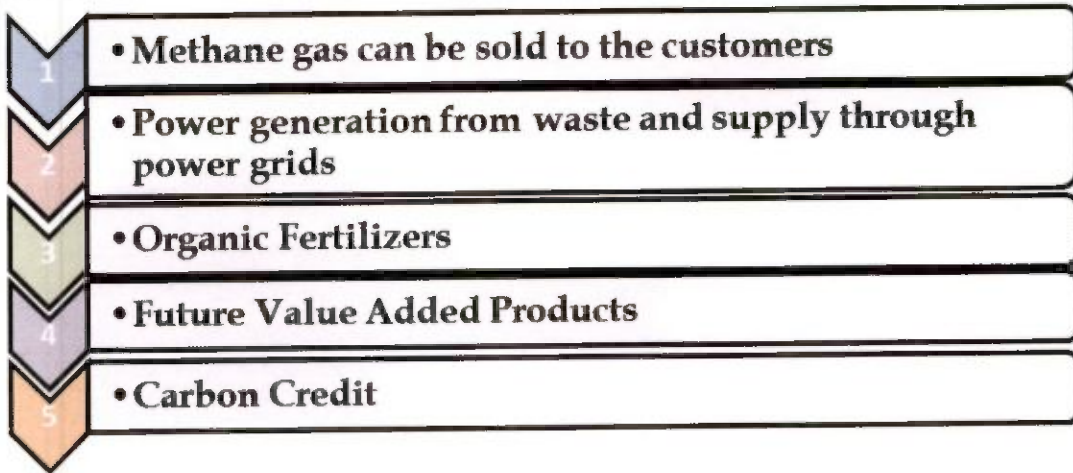 1
• Methane gas can be sold to the customers
2
• Power generation from waste and supply through
power grids
3
• Organic Fertilizers
4
• Future Value Added Products
5
• Carbon Credit